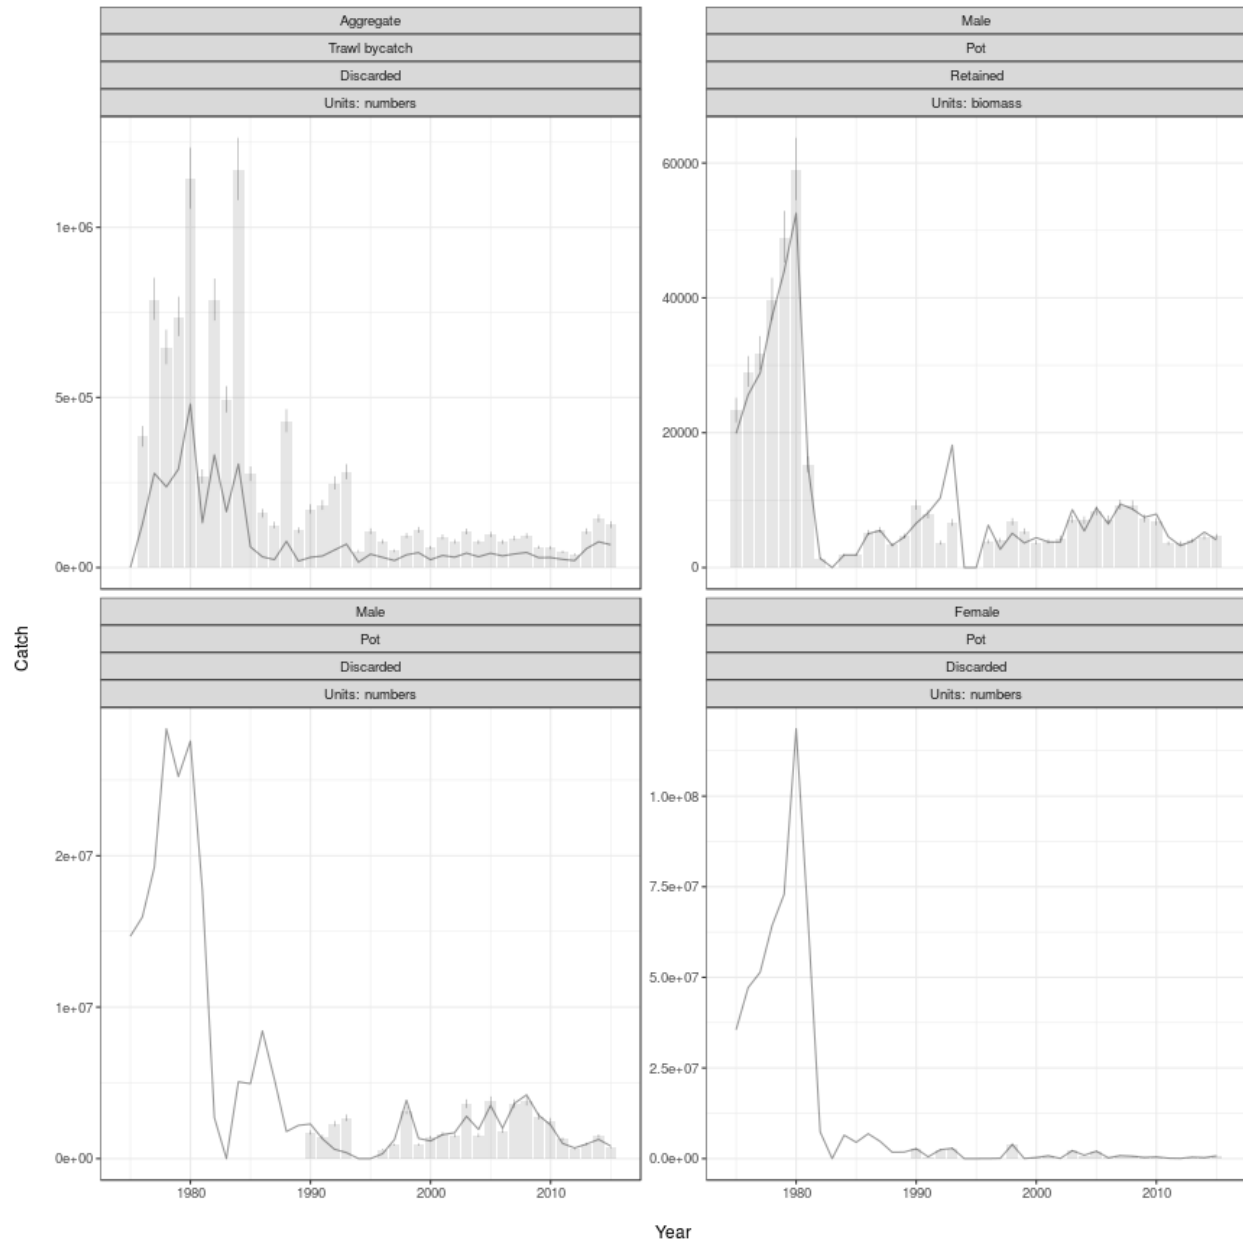 Aggregate
Trawl bycatch
Discarded
Units: numbers
1e+06
5e+05
0e+00
Male
Pot
Retained
Units: biomass
60000
40000
20000
0
Catch
Male
Pot
Discarded
Units: numbers
2e+07
1e+07
0e+00
1980 1990 2000 2010
Female
Pot
Discarded
Units: numbers
1.0e+08
7.5e+07
5.0e+07
2.5e+07
0.0e+00
1980 1990 2000 2010
Year